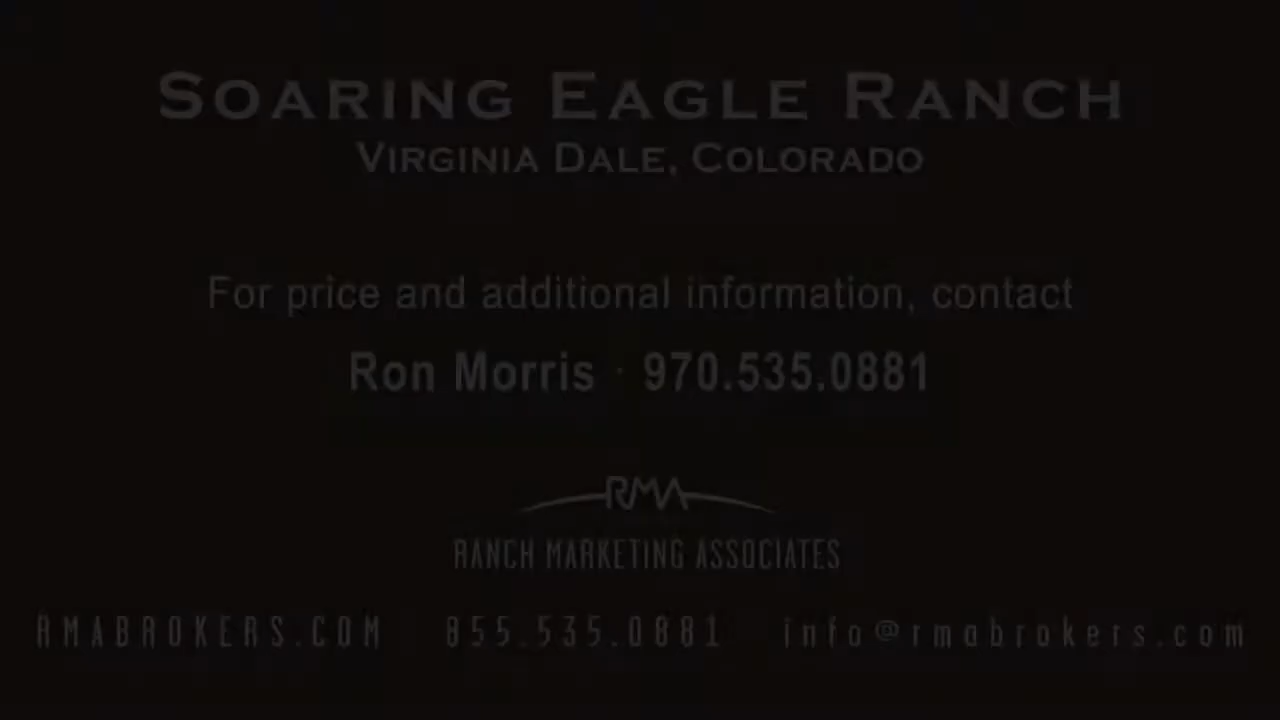 SOARING EAGLE RANCH
VIRGINIA DALE, COLORADO
For price and additional information, contact
Ron Morris · 970.535.0881
RMA
RANCH MARKETING ASSOCIATES
RMABROKERS.COM 855.535.0881 info@rmabrokers.com